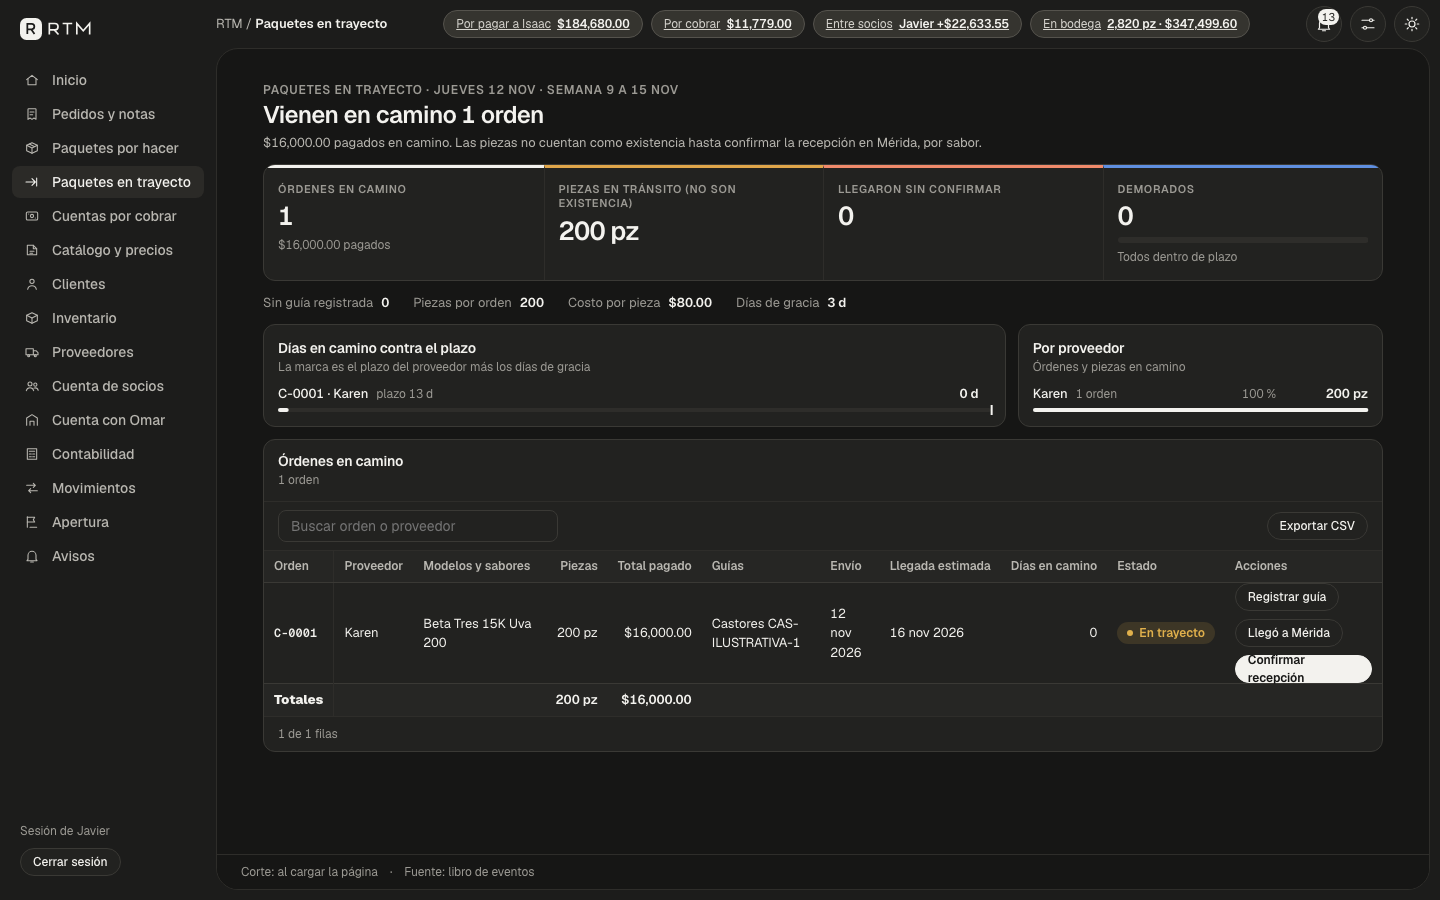 R RTM
RTM / Paquetes en trayecto
Por pagar a Isaac $184,680.00
Por cobrar $11,779.00
Entre socios Javier +$22,633.55
En bodega 2,820 pz · $347,499.60
13
Inicio
Pedidos y notas
Paquetes por hacer
Paquetes en trayecto
Cuentas por cobrar
Catálogo y precios
Clientes
Inventario
Proveedores
Cuenta de socios
Cuenta con Omar
Contabilidad
Movimientos
Apertura
Avisos
Sesión de Javier
Cerrar sesión
PAQUETES EN TRAYECTO · JUEVES 12 NOV · SEMANA 9 A 15 NOV
Vienen en camino 1 orden
$16,000.00 pagados en camino. Las piezas no cuentan como existencia hasta confirmar la recepción en Mérida, por sabor.
ÓRDENES EN CAMINO
1
$16,000.00 pagados
PIEZAS EN TRÁNSITO (NO SON
EXISTENCIA)
200 pz
LLEGARON SIN CONFIRMAR
0
DEMORADOS
0
Todos dentro de plazo
Sin guía registrada 0 Piezas por orden 200 Costo por pieza $80.00 Días de gracia 3 d
Días en camino contra el plazo
La marca es el plazo del proveedor más los días de gracia
C-0001 · Karen plazo 13 d 0 d
Por proveedor
Órdenes y piezas en camino
Karen 1 orden 100 % 200 pz
Órdenes en camino
1 orden
Buscar orden o proveedor
Exportar CSV
Orden Proveedor Modelos y sabores Piezas Total pagado Guías Envío Llegada estimada Días en camino Estado Acciones
C-0001
Karen
Beta Tres 15K Uva
200
200 pz
$16,000.00
Castores CAS-
ILUSTRATIVA-1
12
nov
2026
16 nov 2026
0
En trayecto
Registrar guía
Llegó a Mérida
Confirmar
recepción
Totales 200 pz $16,000.00
1 de 1 filas
Corte: al cargar la página · Fuente: libro de eventos